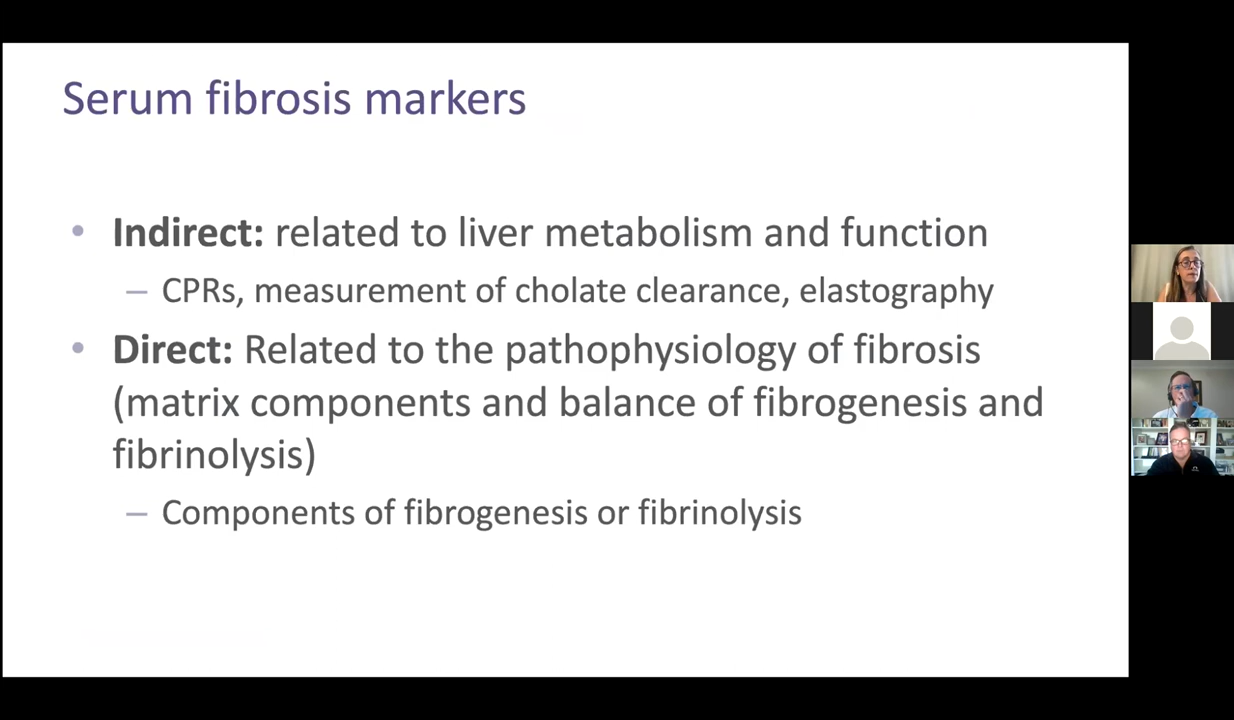 Serum fibrosis markers
• Indirect: related to liver metabolism and function
– CPRs, measurement of cholate clearance, elastography
• Direct: Related to the pathophysiology of fibrosis
(matrix components and balance of fibrogenesis and
fibrinolysis)
– Components of fibrogenesis or fibrinolysis